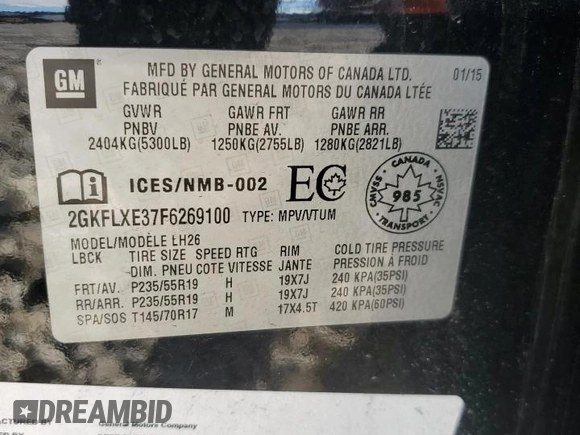 GM
MFD BY GENERAL MOTORS OF CANADA LTD. 01/15
FABRIQUÉ PAR GENERAL MOTORS DU CANADA LTÉE
GVWR GAWR FRT GAWR RR
PNBV PNBE AV. PNBE ARR.
2404KG(5300LB) 1250KG(2755LB) 1280KG(2821LB)
ICES/NMB-002 EC
CANADA
CMVSS 985 NSVAC
TRANSPORT
2GKFLXE37F6269100 TYPE: MPV/VTUM
MODEL/MODÈLE LH26
LBCK TIRE SIZE SPEED RTG RIM COLD TIRE PRESSURE
DIM. PNEU COTE VITESSE JANTE PRESSION À FROID
FRT/AV. P235/55R19 H 19X7J 240 KPA(35PSI)
RR/ARR. P235/55R19 H 19X7J 240 KPA(35PSI)
SPA/SOS T145/70R17 M 17X4.5T 420 KPA(60PSI)
DREAMBID
General Motors Company